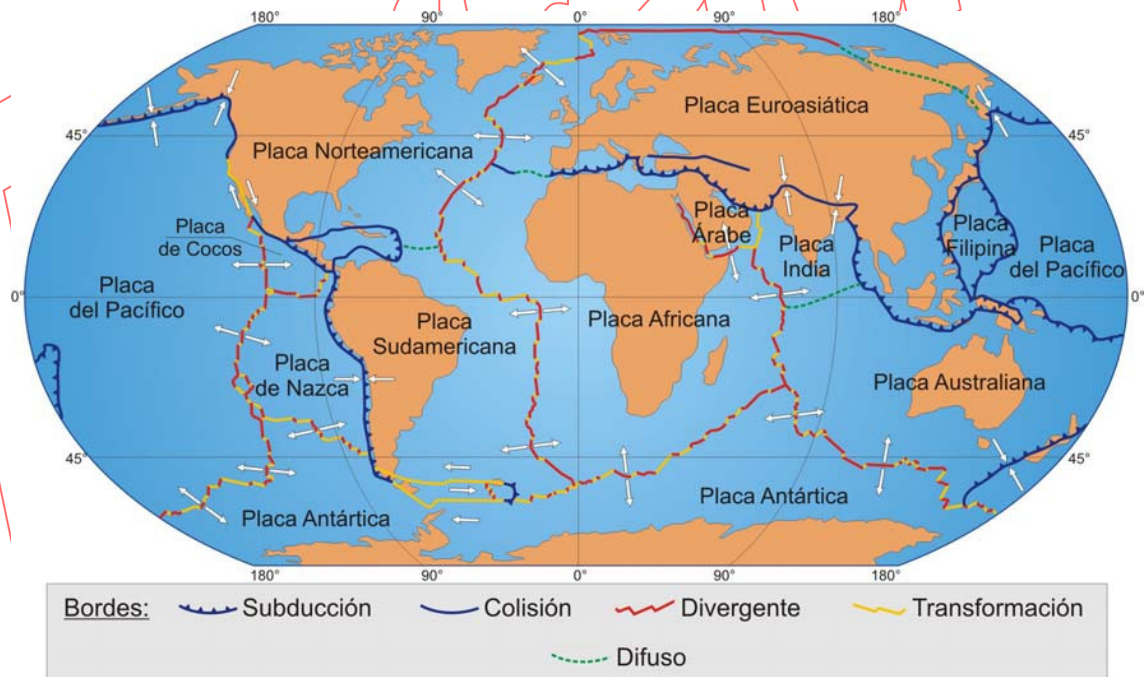 180° 90° 0° 90° 180°
Placa Euroasiática
45° 45°
Placa Norteamericana
Placa
de Cocos
Placa
Árabe
Placa
India
Placa
Filipina
Placa
del Pacífico
Placa
del Pacífico
0° 0°
Placa
Sudamericana
Placa Africana
Placa
de Nazca
Placa Australiana
45° 45°
Placa Antártica
Placa Antártica
180° 90° 0° 90° 180°
Bordes: Subducción Colisión Divergente Transformación
Difuso